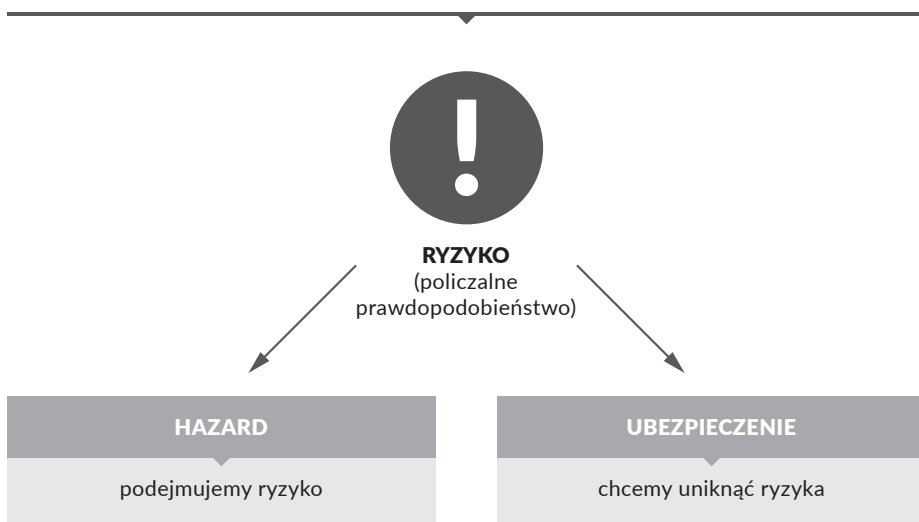 !
RYZYKO
(policzalne
prawdopodobieństwo)
HAZARD
UBEZPIECZENIE
podejmujemy ryzyko
chcemy uniknąć ryzyka